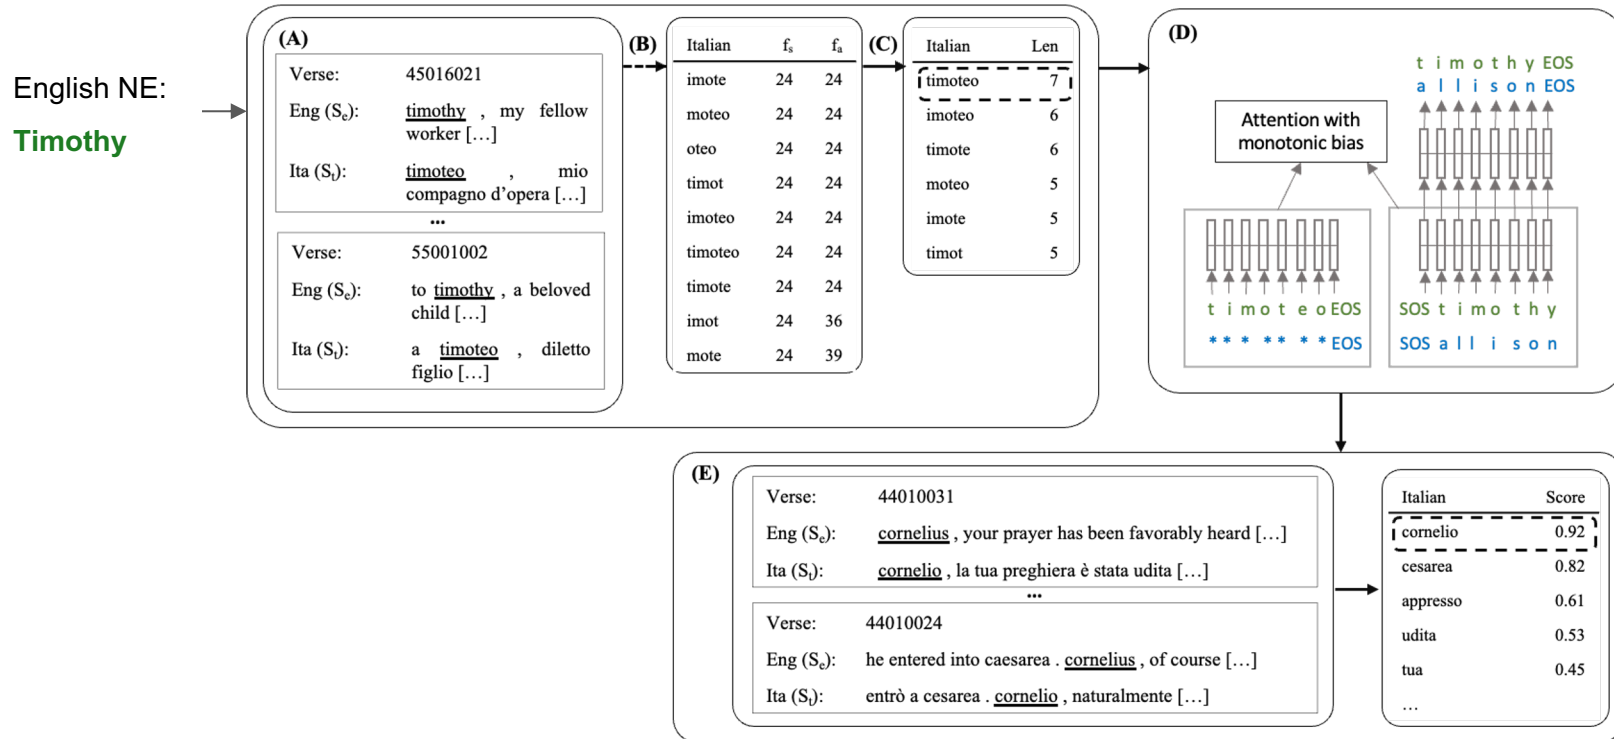 English NE:
Timothy
(A)
Verse: 45016021
Eng (Sₑ): timothy , my fellow
worker […]
Ita (Sₜ): timoteo , mio
compagno d'opera […]
...
Verse: 55001002
Eng (Sₑ): to timothy , a beloved
child […]
Ita (Sₜ): a timoteo , diletto
figlio […]
(B)
Italian fₛ fₐ
imote 24 24
moteo 24 24
oteo 24 24
timot 24 24
imoteo 24 24
timoteo 24 24
timote 24 24
imot 24 36
mote 24 39
(C)
Italian Len
timoteo 7
imoteo 6
timote 6
moteo 5
imote 5
timot 5
(D)
t i m o t h y EOS
a l l i s o n EOS
Attention with
monotonic bias
t i m o t e o EOS
* * * * * * * EOS
SOS t i m o t h y
SOS a l l i s o n
(E)
Verse: 44010031
Eng (Sₑ): cornelius , your prayer has been favorably heard […]
Ita (Sₜ): cornelio , la tua preghiera è stata udita […]
...
Verse: 44010024
Eng (Sₑ): he entered into caesarea . cornelius , of course […]
Ita (Sₜ): entrò a cesarea . cornelio , naturalmente […]
Italian Score
cornelio 0.92
cesarea 0.82
appresso 0.61
udita 0.53
tua 0.45
…